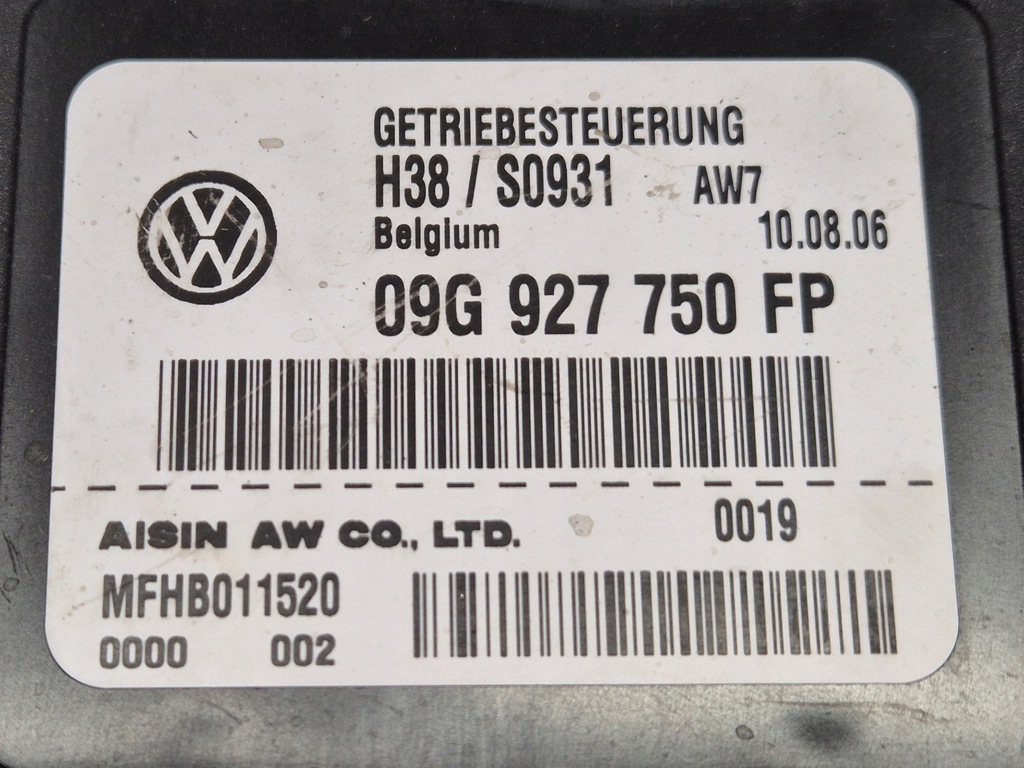 GETRIEBESTEUERUNG
H38 / S0931 AW7
Belgium 10.08.06
09G 927 750 FP
AISIN AW CO., LTD. 0019
MFHB011520
0000 002